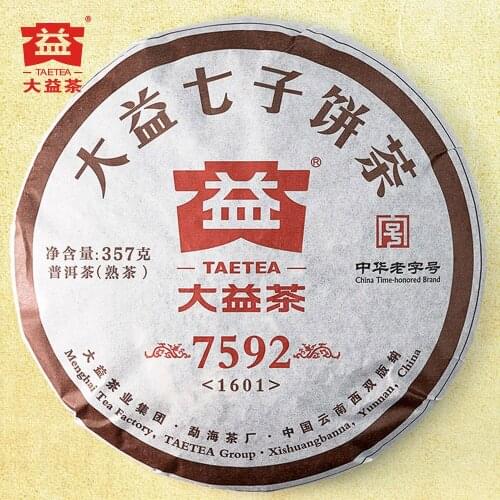 益®
TAETEA
大益茶
大益七子饼茶
益®
TAETEA
大益茶
净含量:357克
普洱茶(熟茶)
中华老字号
China Time-honored Brand
7592
<1601>
大益茶业集团·勐海茶厂·中国云南西双版纳
Menghai Tea Factory, TAETEA Group·Xishuangbanna, Yunnan, China